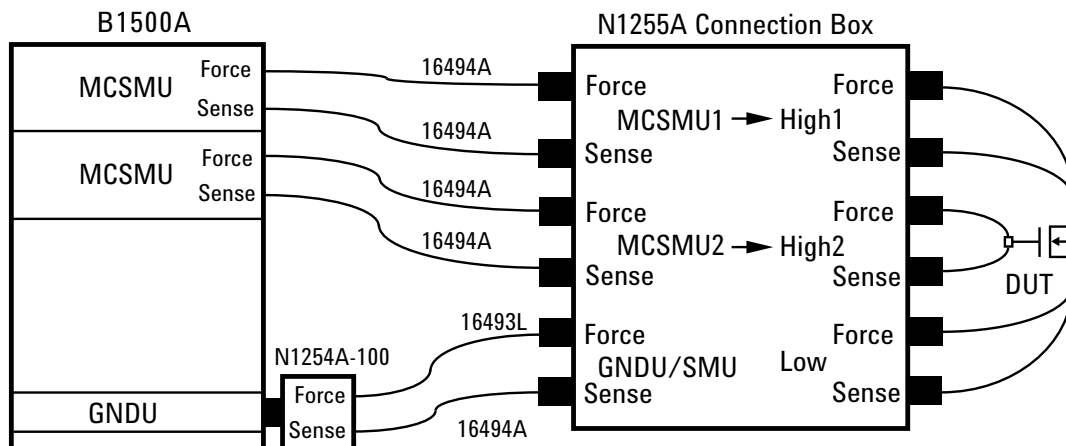 B1500A
N1255A Connection Box
MCSMU
Force
Sense
16494A
16494A
Force
MCSMU1
High1
Force
Sense
Sense
MCSMU
Force
Sense
16494A
16494A
Force
MCSMU2
High2
Force
Sense
Sense
DUT
16493L
N1254A-100
Force
GNDU/SMU
Low
Force
Sense
Sense
GNDU
Force
Sense
16494A